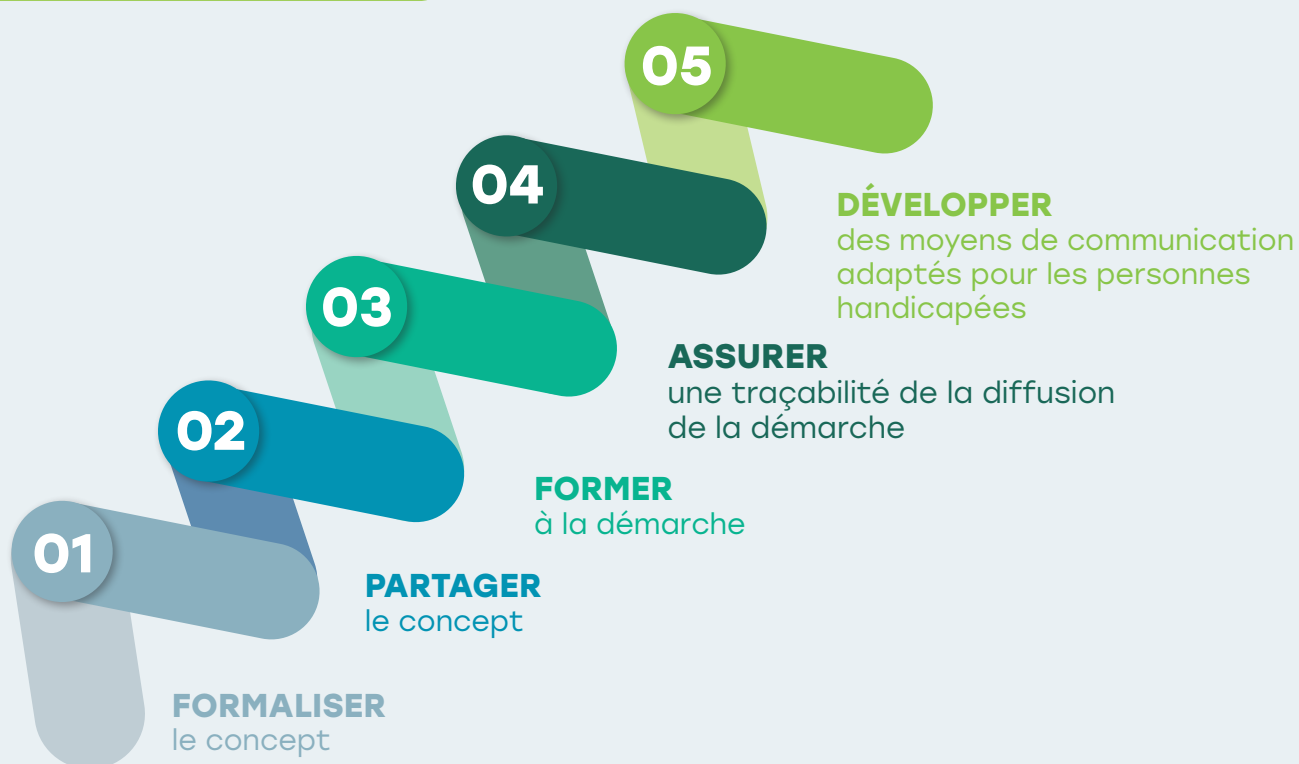 05
DÉVELOPPER
des moyens de communication
adaptés pour les personnes
handicapées
04
ASSURER
une traçabilité de la diffusion
de la démarche
03
FORMER
à la démarche
02
PARTAGER
le concept
01
FORMALISER
le concept